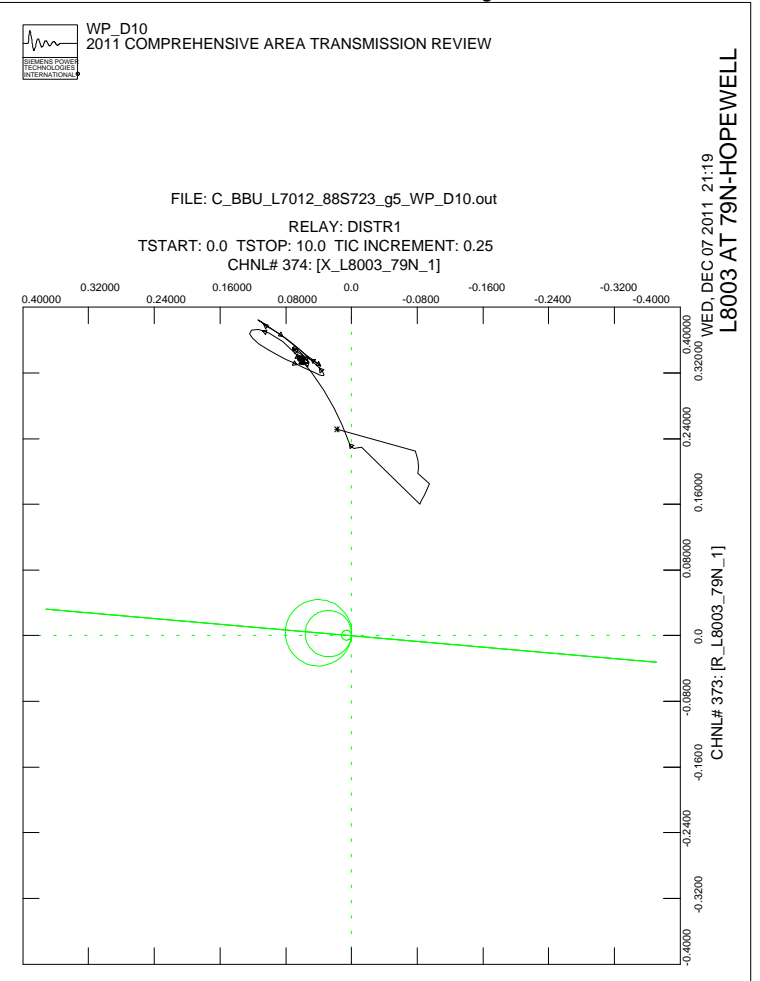 WP_D10
2011 COMPREHENSIVE AREA TRANSMISSION REVIEW
SIEMENS POWER
TECHNOLOGIES
INTERNATIONAL
FILE: C_BBU_L7012_88S723_g5_WP_D10.out
RELAY: DISTR1
TSTART: 0.0 TSTOP: 10.0 TIC INCREMENT: 0.25
CHNL# 374: [X_L8003_79N_1]
0.40000 0.32000 0.24000 0.16000 0.08000 0.0 -0.0800 -0.1600 -0.2400 -0.3200 -0.4000
WED, DEC 07 2011 21:19
L8003 AT 79N-HOPEWELL
0.40000
0.32000
0.24000
0.16000
0.08000
0.0
-0.0800
-0.1600
-0.2400
-0.3200
-0.4000
CHNL# 373: [R_L8003_79N_1]